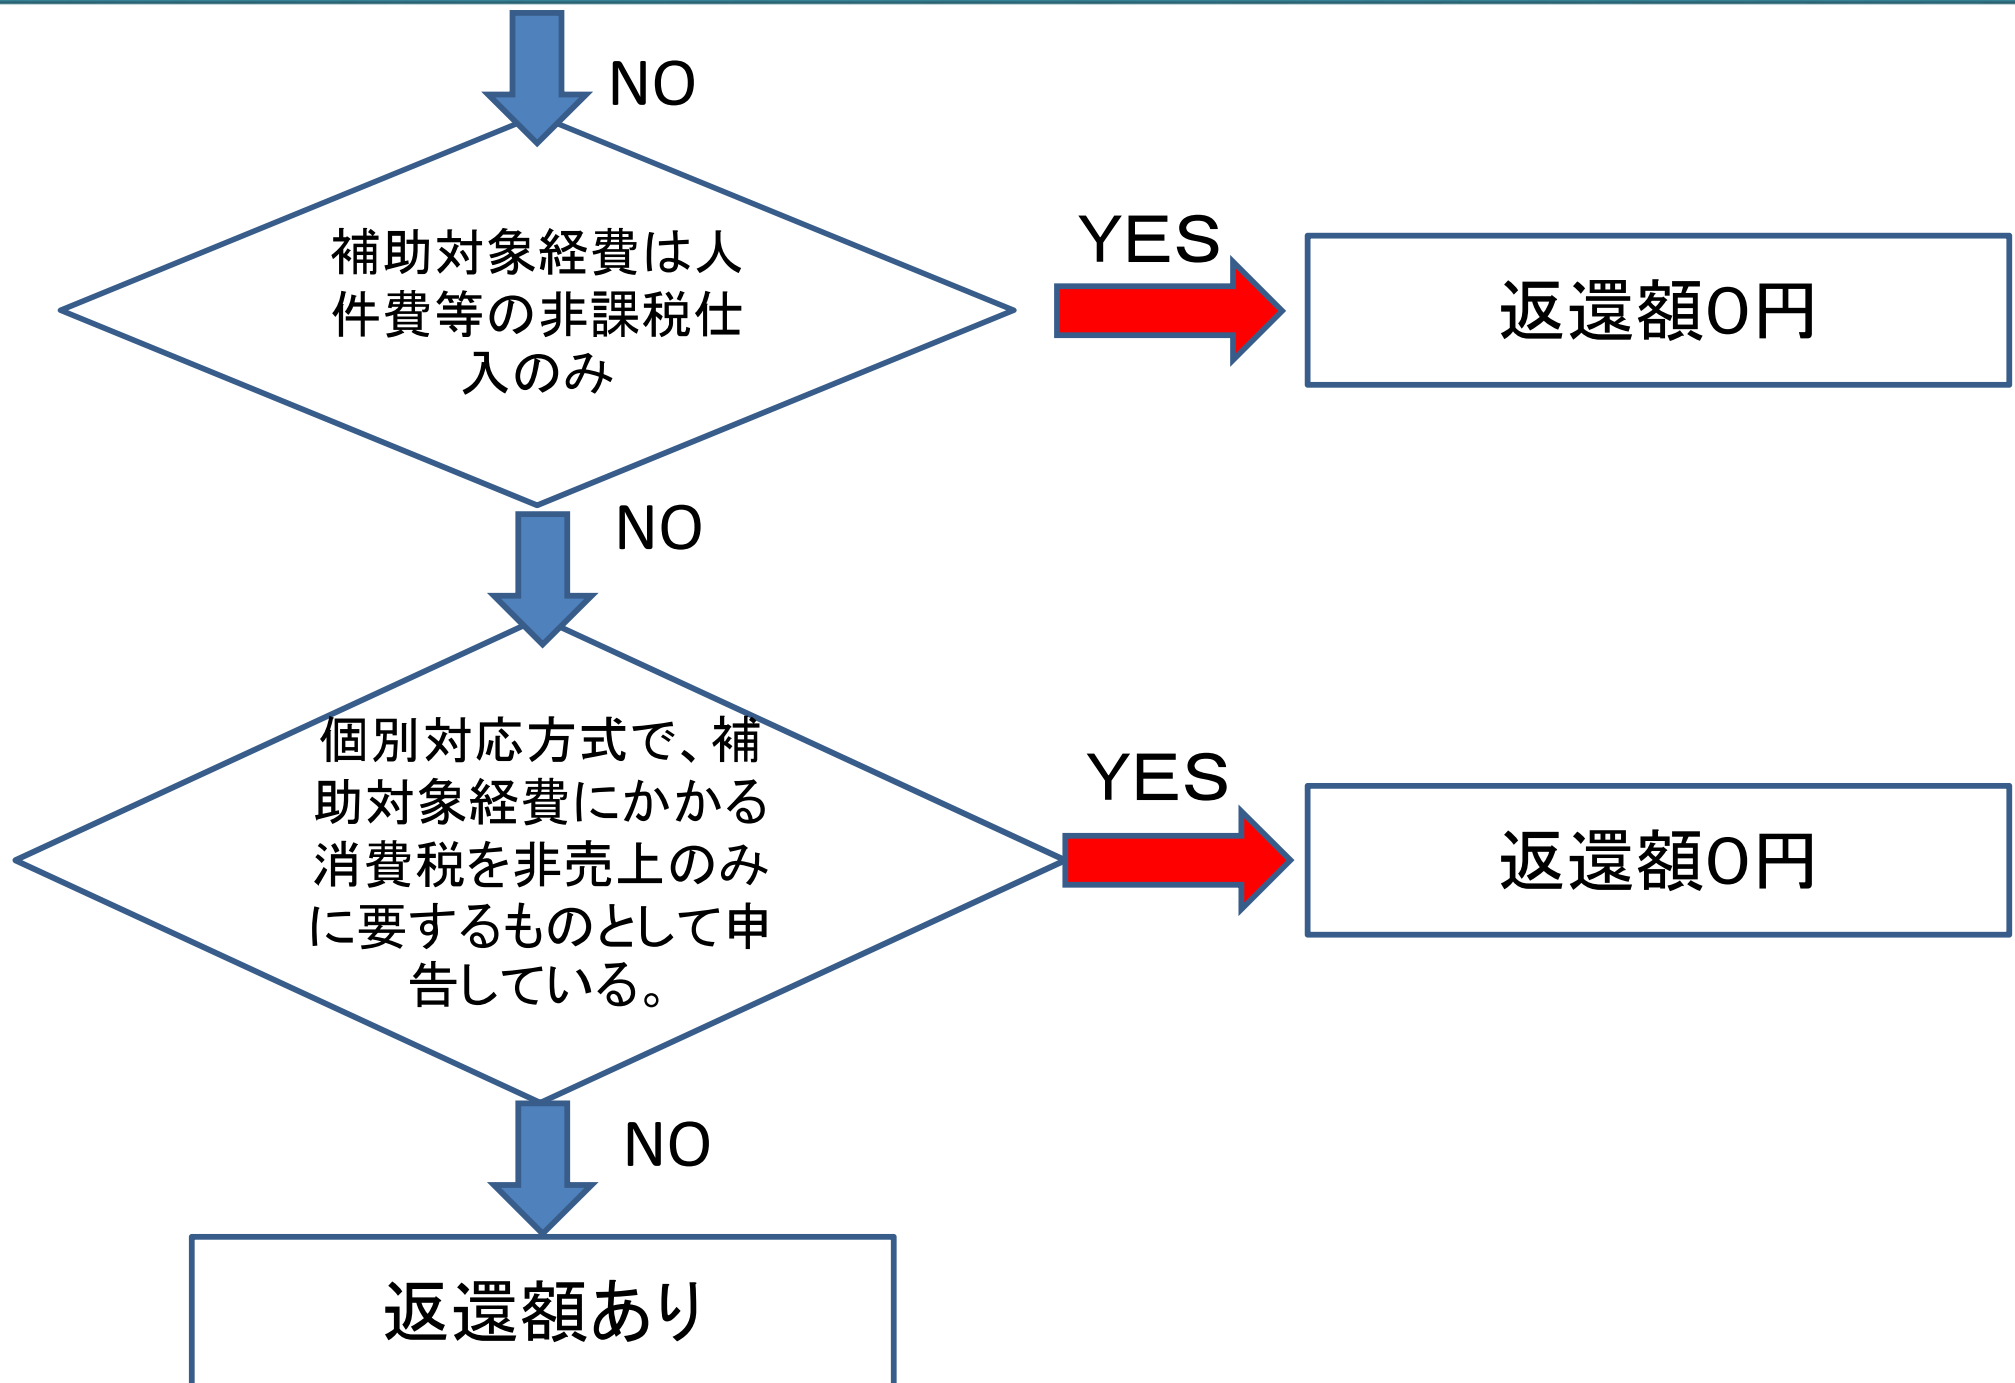 NO
補助対象経費は人
件費等の非課税仕
入のみ
YES
返還額0円
NO
個別対応方式で、補
助対象経費にかかる
消費税を非売上のみ
に要するものとして申
告している。
YES
返還額0円
NO
返還額あり